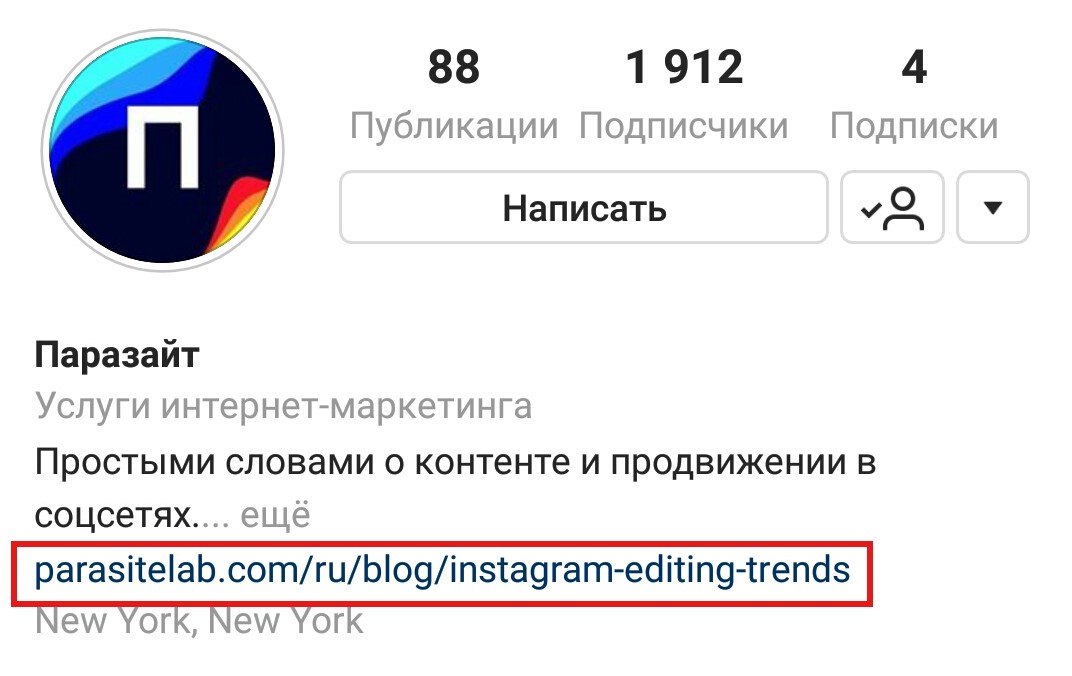 П
88 1 912 4
Публикации Подписчики Подписки
Написать
Паразайт
Услуги интернет-маркетинга
Простыми словами о контенте и продвижении в
соцсетях.... ещё
parasitelab.com/ru/blog/instagram-editing-trends
New York, New York